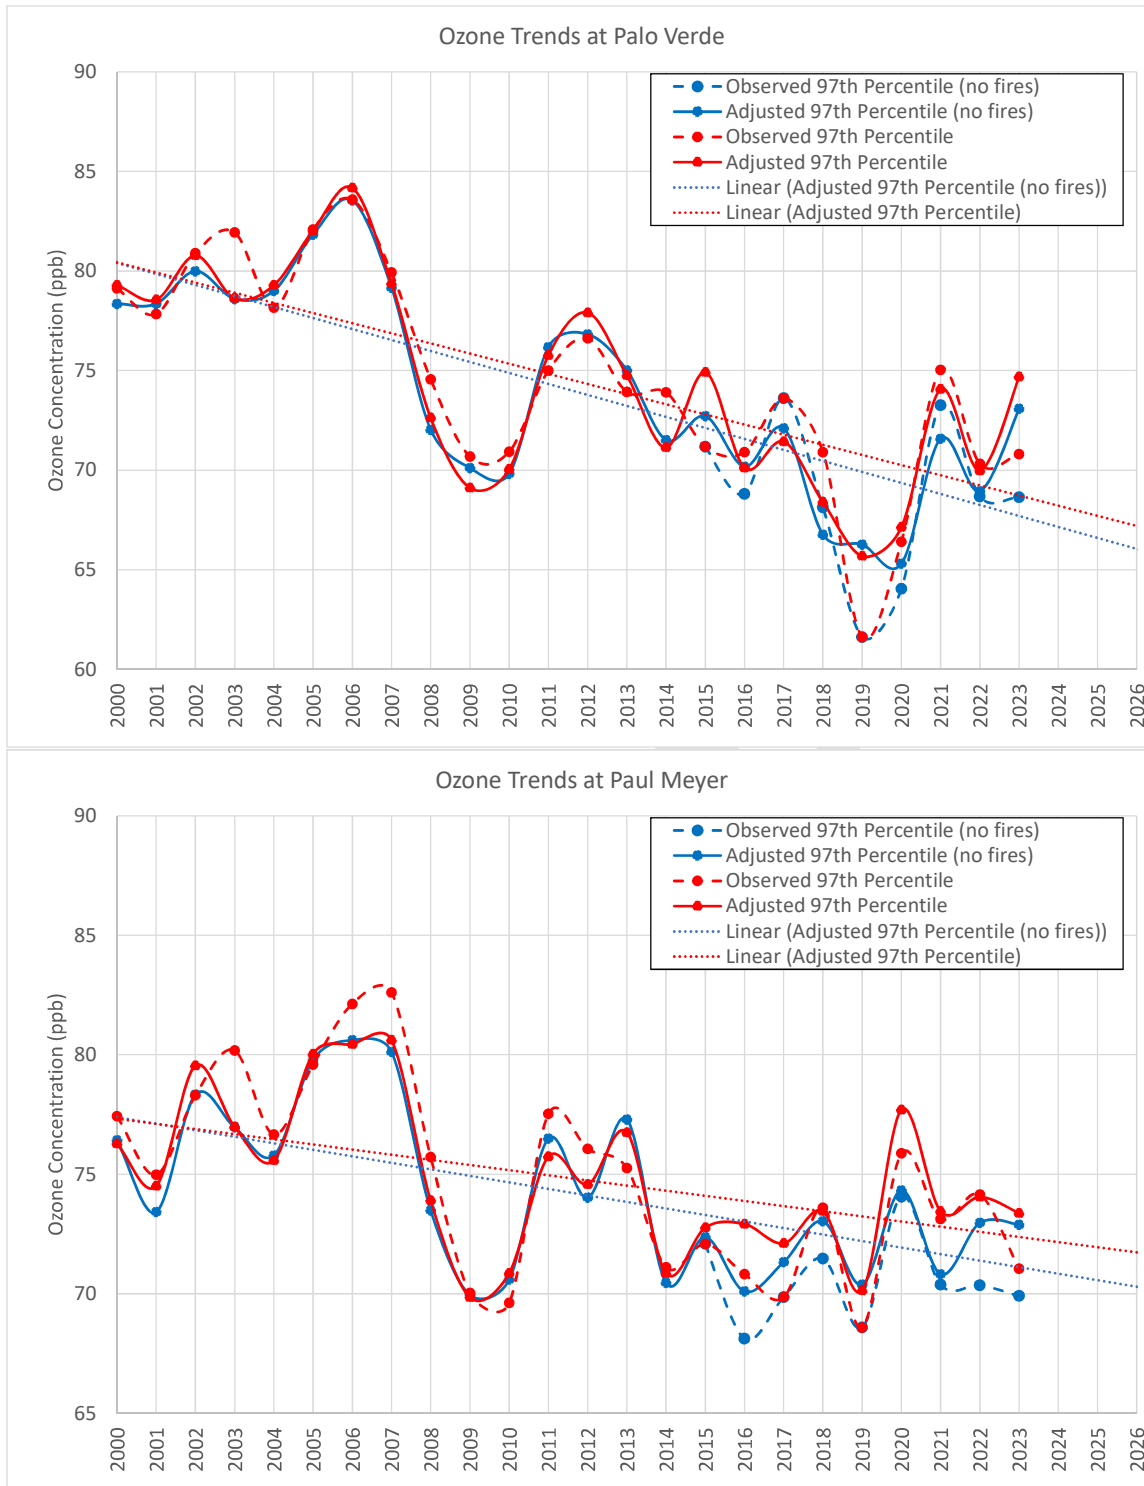 Ozone Trends at Palo Verde
90
85
80
75
70
65
60
Ozone Concentration (ppb)
Observed 97th Percentile (no fires)
Adjusted 97th Percentile (no fires)
Observed 97th Percentile
Adjusted 97th Percentile
Linear (Adjusted 97th Percentile (no fires))
Linear (Adjusted 97th Percentile)
2000 2001 2002 2003 2004 2005 2006 2007 2008 2009 2010 2011 2012 2013 2014 2015 2016 2017 2018 2019 2020 2021 2022 2023 2024 2025 2026
Ozone Trends at Paul Meyer
90
85
80
75
70
65
Ozone Concentration (ppb)
Observed 97th Percentile (no fires)
Adjusted 97th Percentile (no fires)
Observed 97th Percentile
Adjusted 97th Percentile
Linear (Adjusted 97th Percentile (no fires))
Linear (Adjusted 97th Percentile)
2000 2001 2002 2003 2004 2005 2006 2007 2008 2009 2010 2011 2012 2013 2014 2015 2016 2017 2018 2019 2020 2021 2022 2023 2024 2025 2026